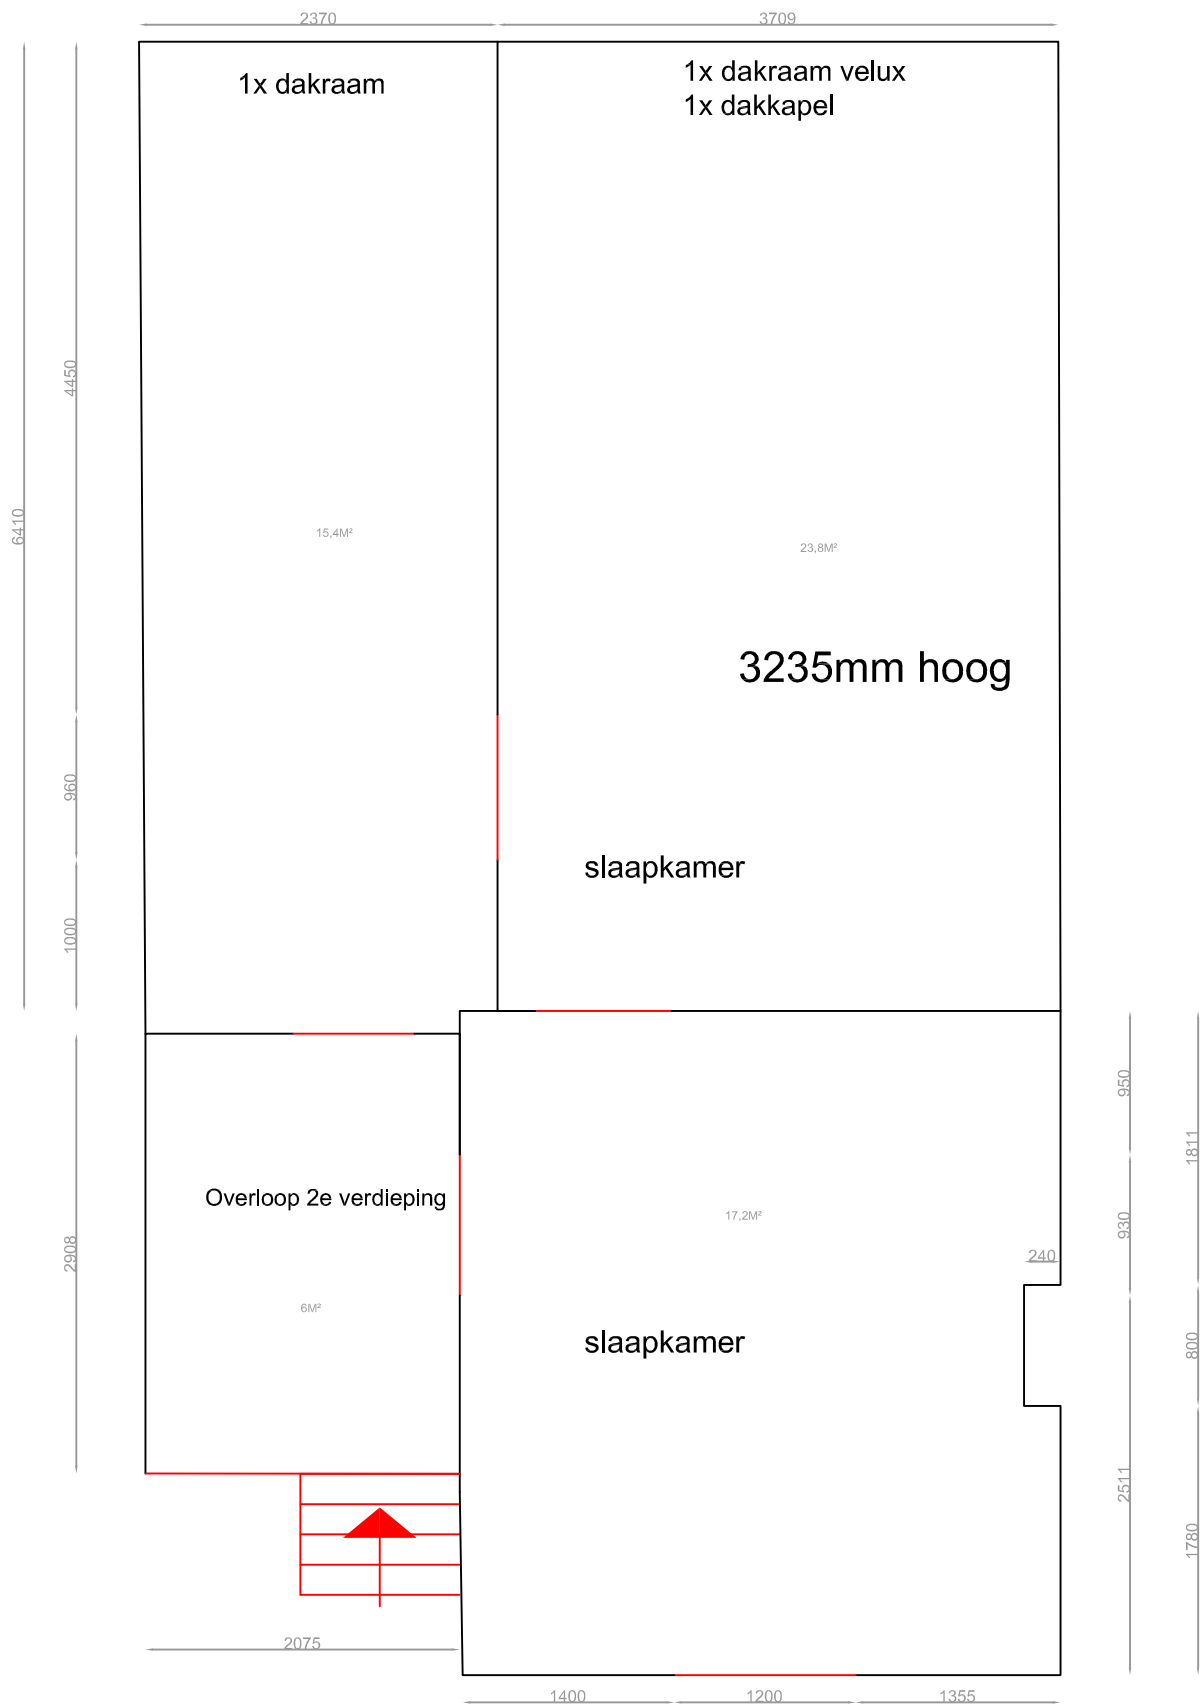 2370
3709
1x dakraam
1x dakraam velux
1x dakkapel
4450
6410
15,4M²
23,8M²
3235mm hoog
960
slaapkamer
1000
950
1811
Overloop 2e verdieping
17,2M²
930
2908
240
6M²
slaapkamer
800
2511
1780
2075
1400
1200
1355